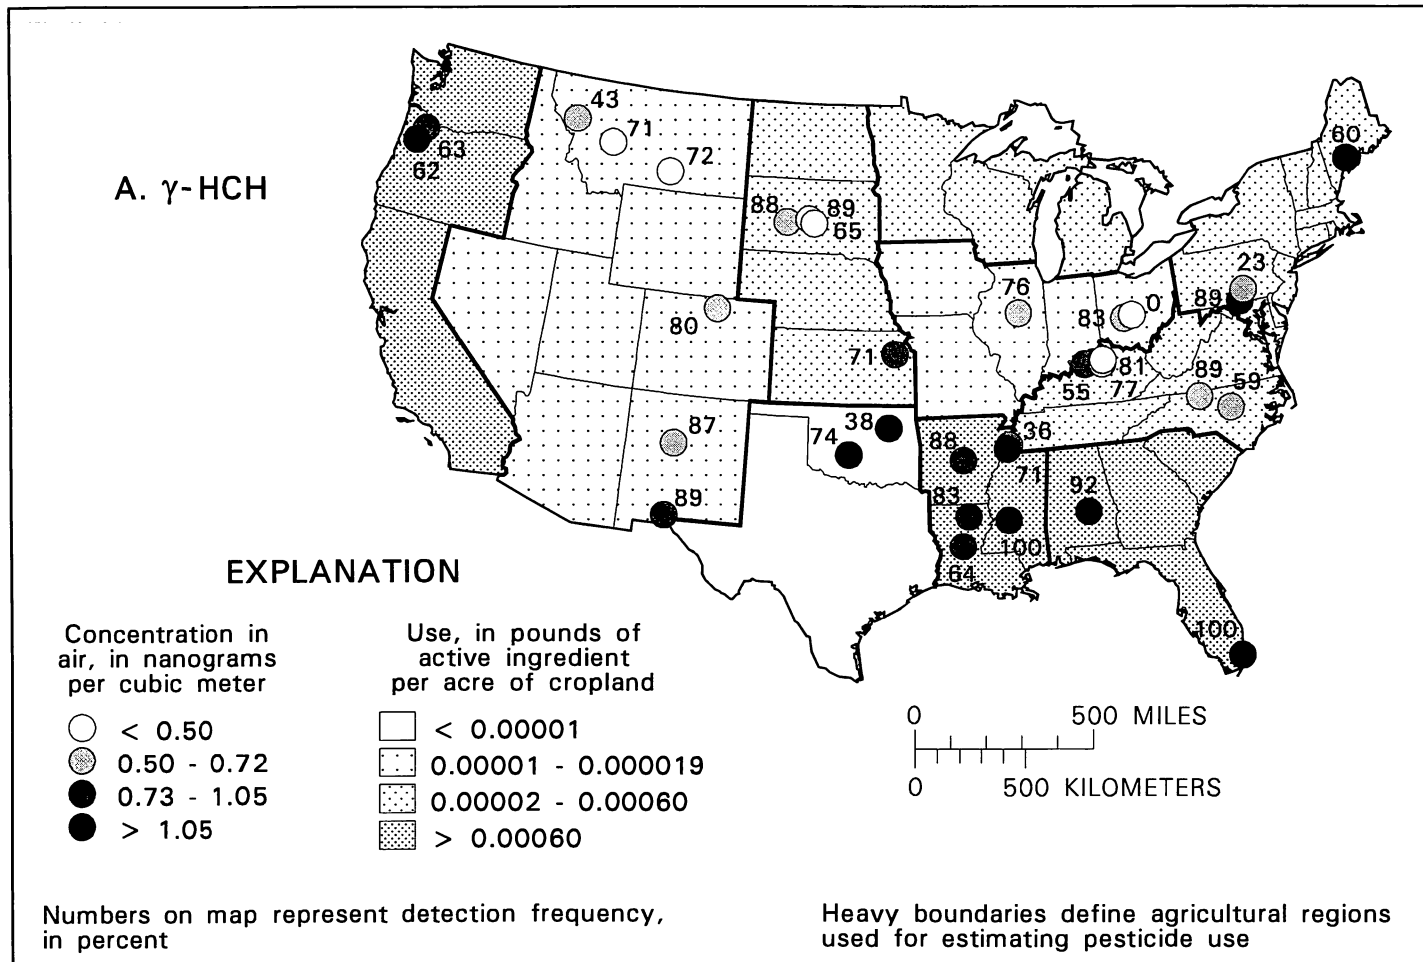 A. γ-HCH
43
71
72
63
62
60
88
89
65
76
23
89
0
83
80
71
81
77
55
89
59
87
38
74
36
88
71
92
89
83
100
64
100
EXPLANATION
Concentration in
air, in nanograms
per cubic meter
< 0.50
0.50 - 0.72
0.73 - 1.05
> 1.05
Use, in pounds of
active ingredient
per acre of cropland
< 0.00001
0.00001 - 0.000019
0.00002 - 0.00060
> 0.00060
0 500 MILES
0 500 KILOMETERS
Numbers on map represent detection frequency,
in percent
Heavy boundaries define agricultural regions
used for estimating pesticide use